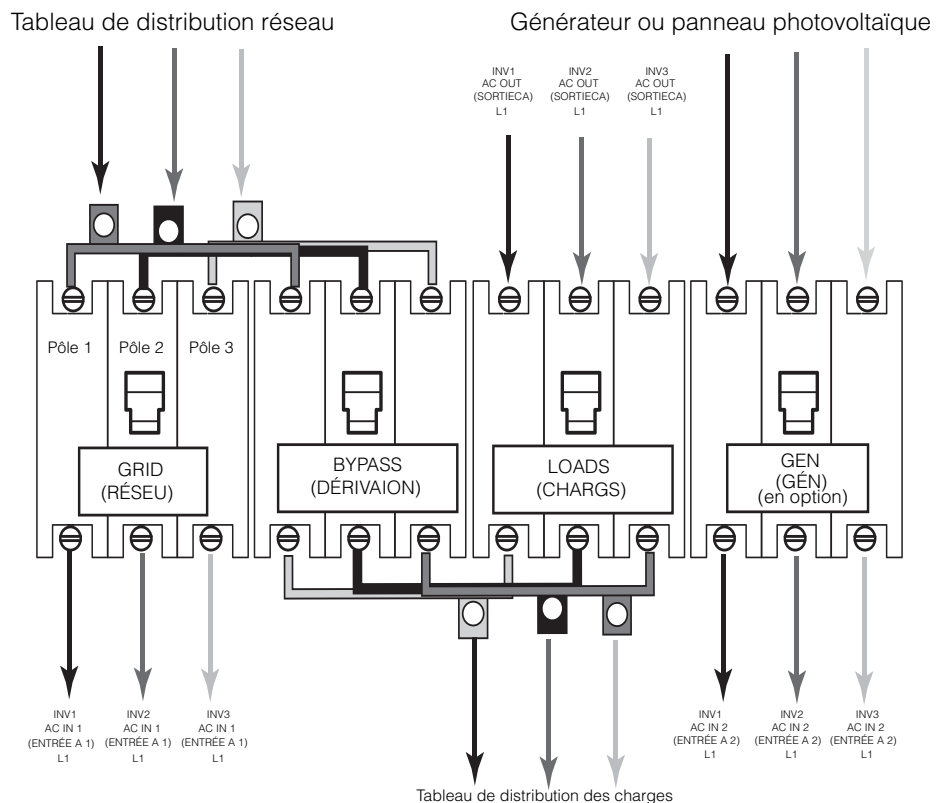 Tableau de distribution réseau
Générateur ou panneau photovoltaïque
INV1
AC OUT
(SORTIECA)
L1
INV2
AC OUT
(SORTIECA)
L1
INV3
AC OUT
(SORTIECA)
L1
Pôle 1
Pôle 2
Pôle 3
GRID
(RÉSEU)
BYPASS
(DÉRIVAION)
LOADS
(CHARGS)
GEN
(GÉN)
(en option)
INV1
AC IN 1
(ENTRÉE A 1)
L1
INV2
AC IN 1
(ENTRÉE A 1)
L1
INV3
AC IN 1
(ENTRÉE A 1)
L1
INV1
AC IN 2
(ENTRÉE A 2)
L1
INV2
AC IN 2
(ENTRÉE A 2)
L1
INV3
AC IN 2
(ENTRÉE A 2)
L1
Tableau de distribution des charges